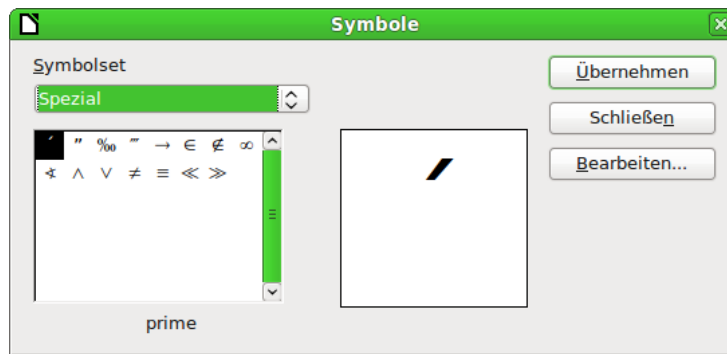 Symbole
Symbolset
Spezial
′ ″ ‰ ‴ → ∈ ∉ ∞
∢ ∧ ∨ ≠ ≡ ≪ ≫
′
prime
Übernehmen
Schließen
Bearbeiten...